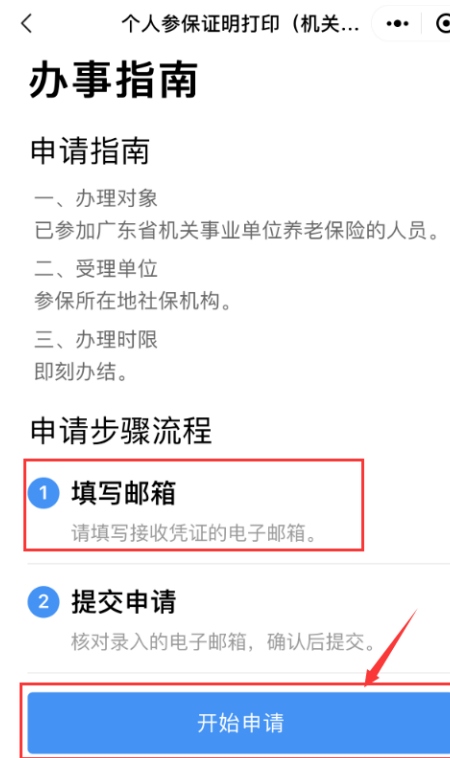 个人参保证明打印（机关...
办事指南
申请指南
一、办理对象
已参加广东省机关事业单位养老保险的人员。
二、受理单位
参保所在地社保机构。
三、办理时限
即刻办结。
申请步骤流程
1 填写邮箱
请填写接收凭证的电子邮箱。
2 提交申请
核对录入的电子邮箱，确认后提交。
开始申请